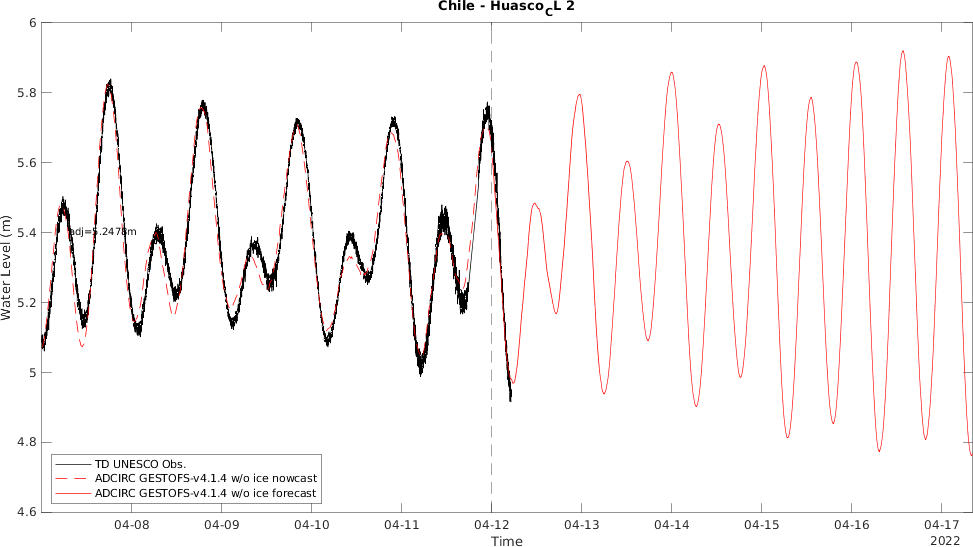 Chile - Huasco_CL 2
Water Level (m)
6
5.8
5.6
5.4
5.2
5
4.8
4.6
adj=5.2478m
TD UNESCO Obs.
ADCIRC GESTOFS-v4.1.4 w/o ice nowcast
ADCIRC GESTOFS-v4.1.4 w/o ice forecast
04-08 04-09 04-10 04-11 04-12 04-13 04-14 04-15 04-16 04-17
Time
2022